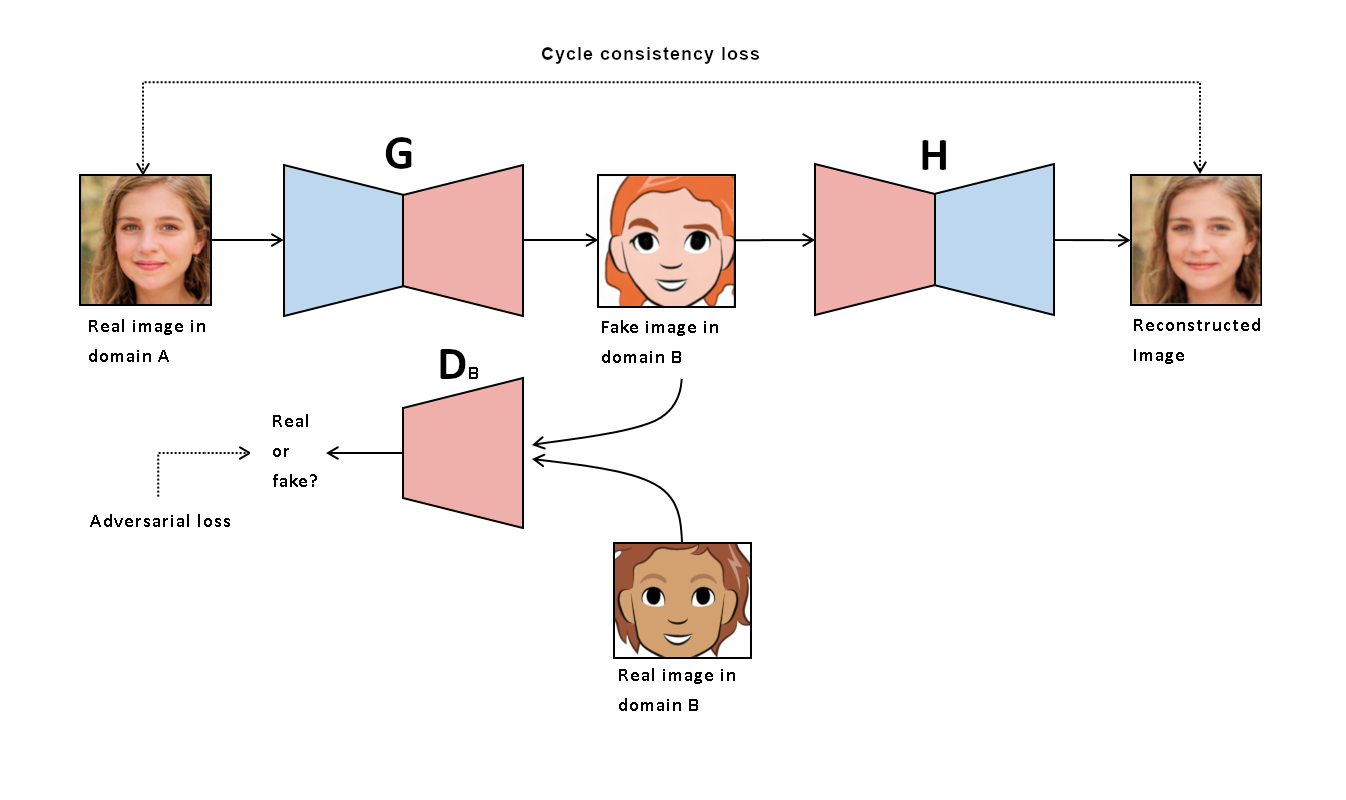 Cycle consistency loss
G
H
Real image in
domain A
Fake image in
domain B
Reconstructed
Image
DB
Real
or
fake?
Adversarial loss
Real image in
domain B